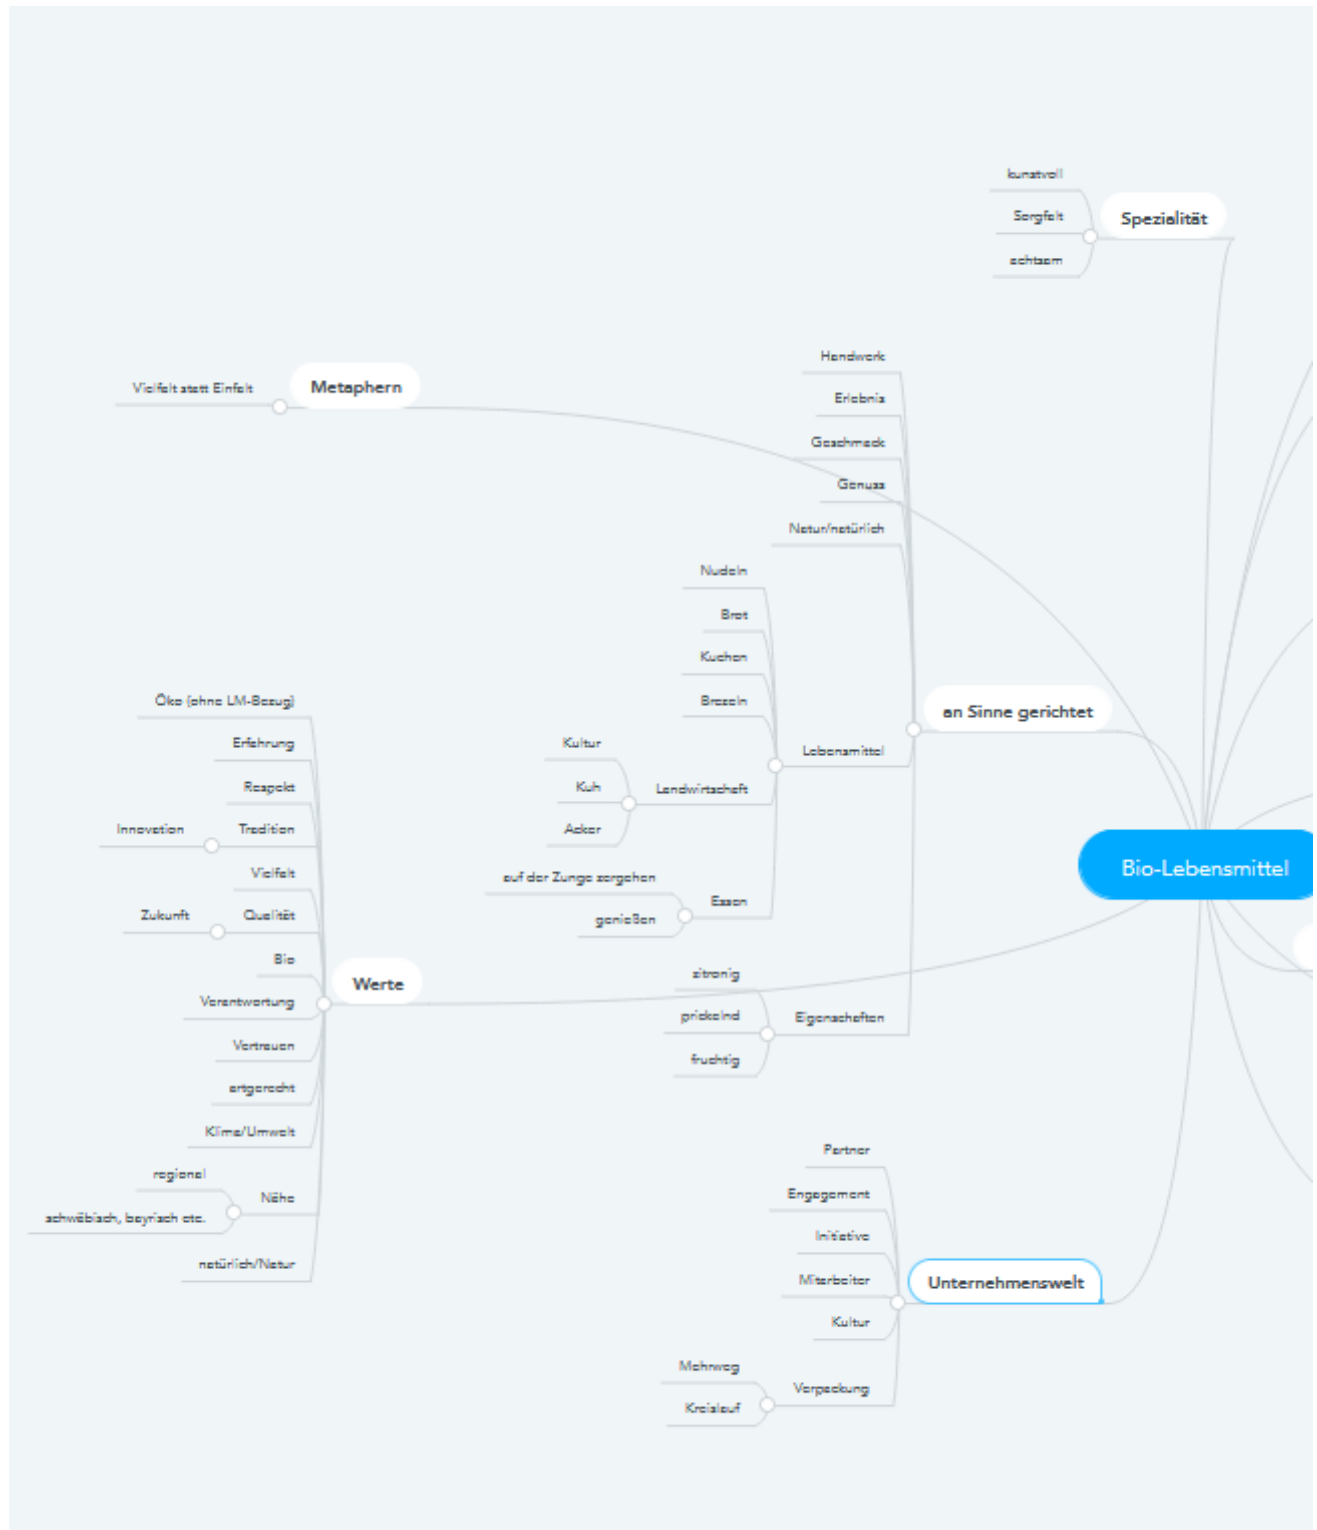 kunstvoll
Sorgfalt
achtsam
Spezialität
Vielfalt statt Einfalt
Metaphern
Handwerk
Erlebnis
Geschmack
Genuss
Natur/natürlich
Nudeln
Brot
Kuchen
Brezeln
Kultur
Kuh
Acker
Landwirtschaft
auf der Zunge zergehen
genießen
Essen
Lebensmittel
zitronig
prickelnd
fruchtig
Eigenschaften
an Sinne gerichtet
Bio-Lebensmittel
Öko (ohne LM-Bezug)
Erfahrung
Respekt
Innovation
Tradition
Vielfalt
Zukunft
Qualität
Bio
Verantwortung
Vertrauen
artgerecht
Klima/Umwelt
regional
schwäbisch, bayrisch etc.
Nähe
natürlich/Natur
Werte
Partner
Engagement
Initiative
Mitarbeiter
Kultur
Mehrweg
Kreislauf
Verpackung
Unternehmenswelt